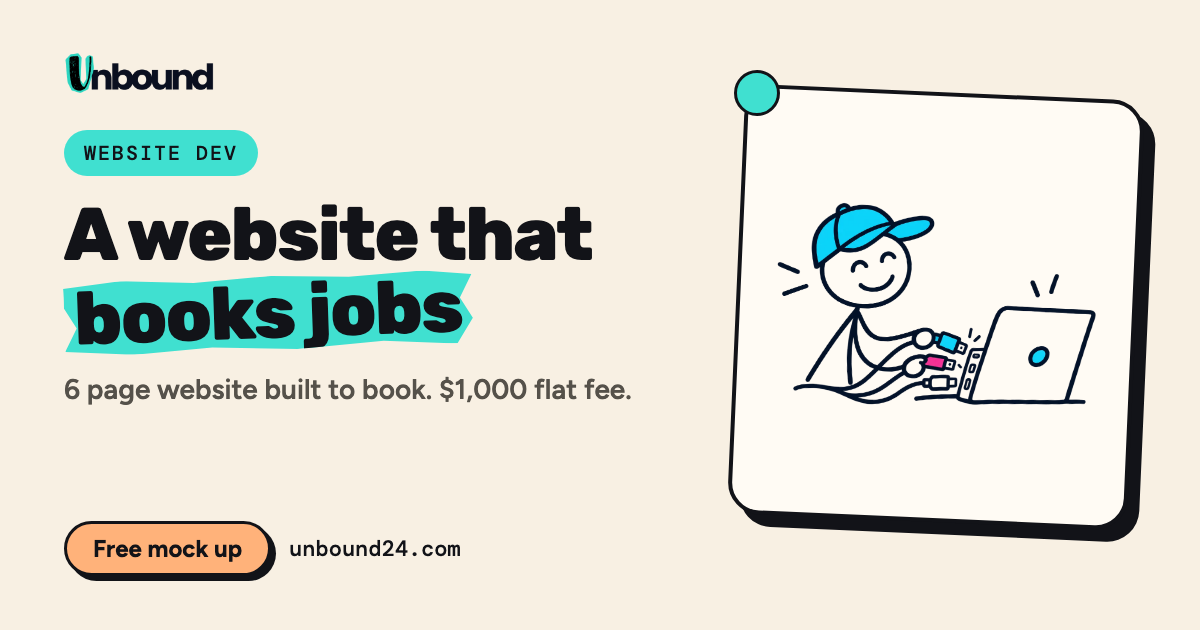 Unbound
WEBSITE DEV
A website that
books jobs
6 page website built to book. $1,000 flat fee.
Free mock up
unbound24.com